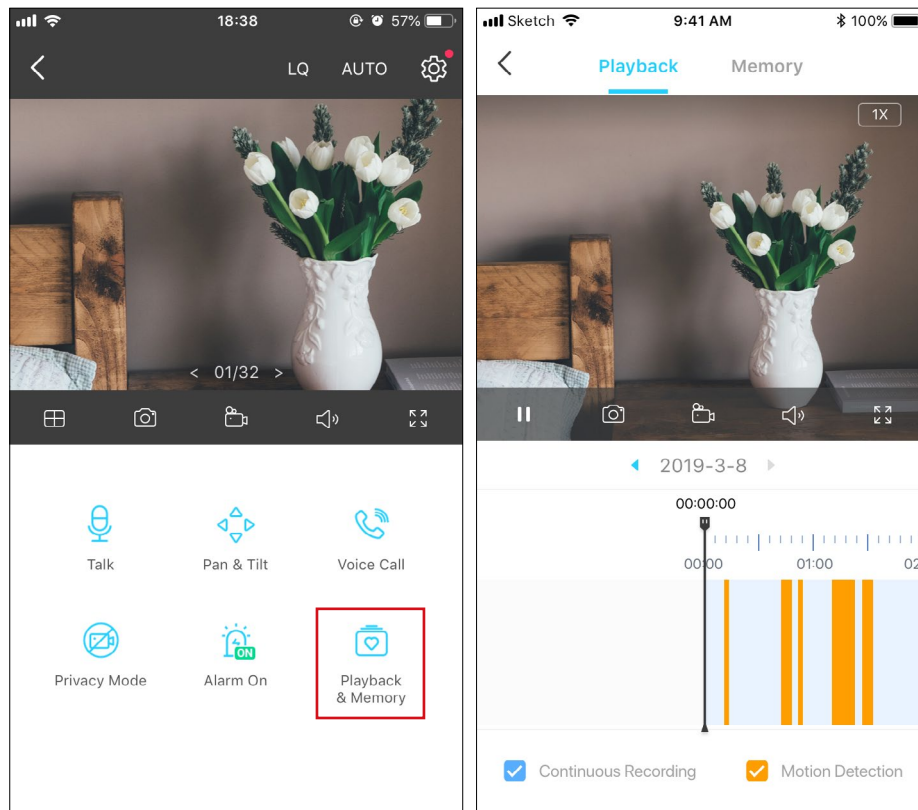 18:38
57%
LQ AUTO
< 01/32 >
Talk
Pan & Tilt
Voice Call
Privacy Mode
Alarm On
ON
Playback
& Memory
Sketch
9:41 AM
100%
Playback
Memory
1X
2019-3-8
00:00:00
00:00
01:00
02
Continuous Recording
Motion Detection